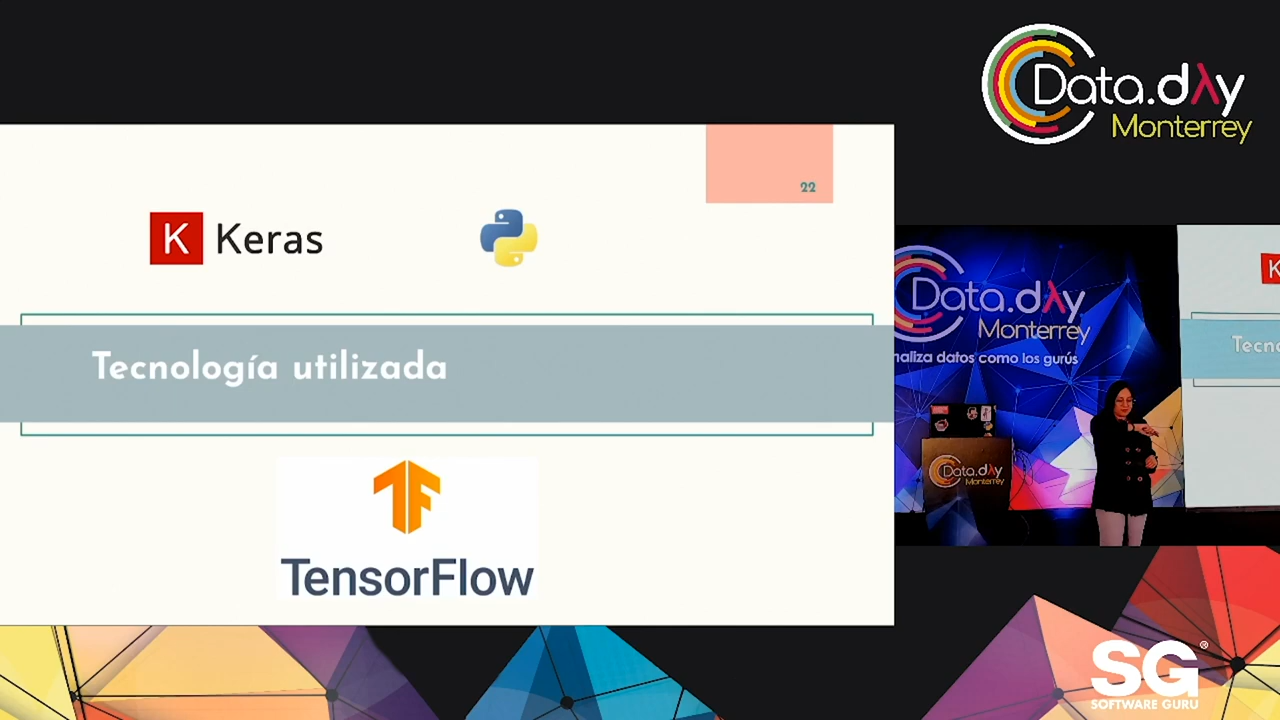 Data.dλy
Monterrey
22
K Keras
Tecnología utilizada
TensorFlow
Data.dλy
Monterrey
naliza datos como los gurús
K
Tecno
Data.dλy
Monterrey
SG®
SOFTWARE GURU